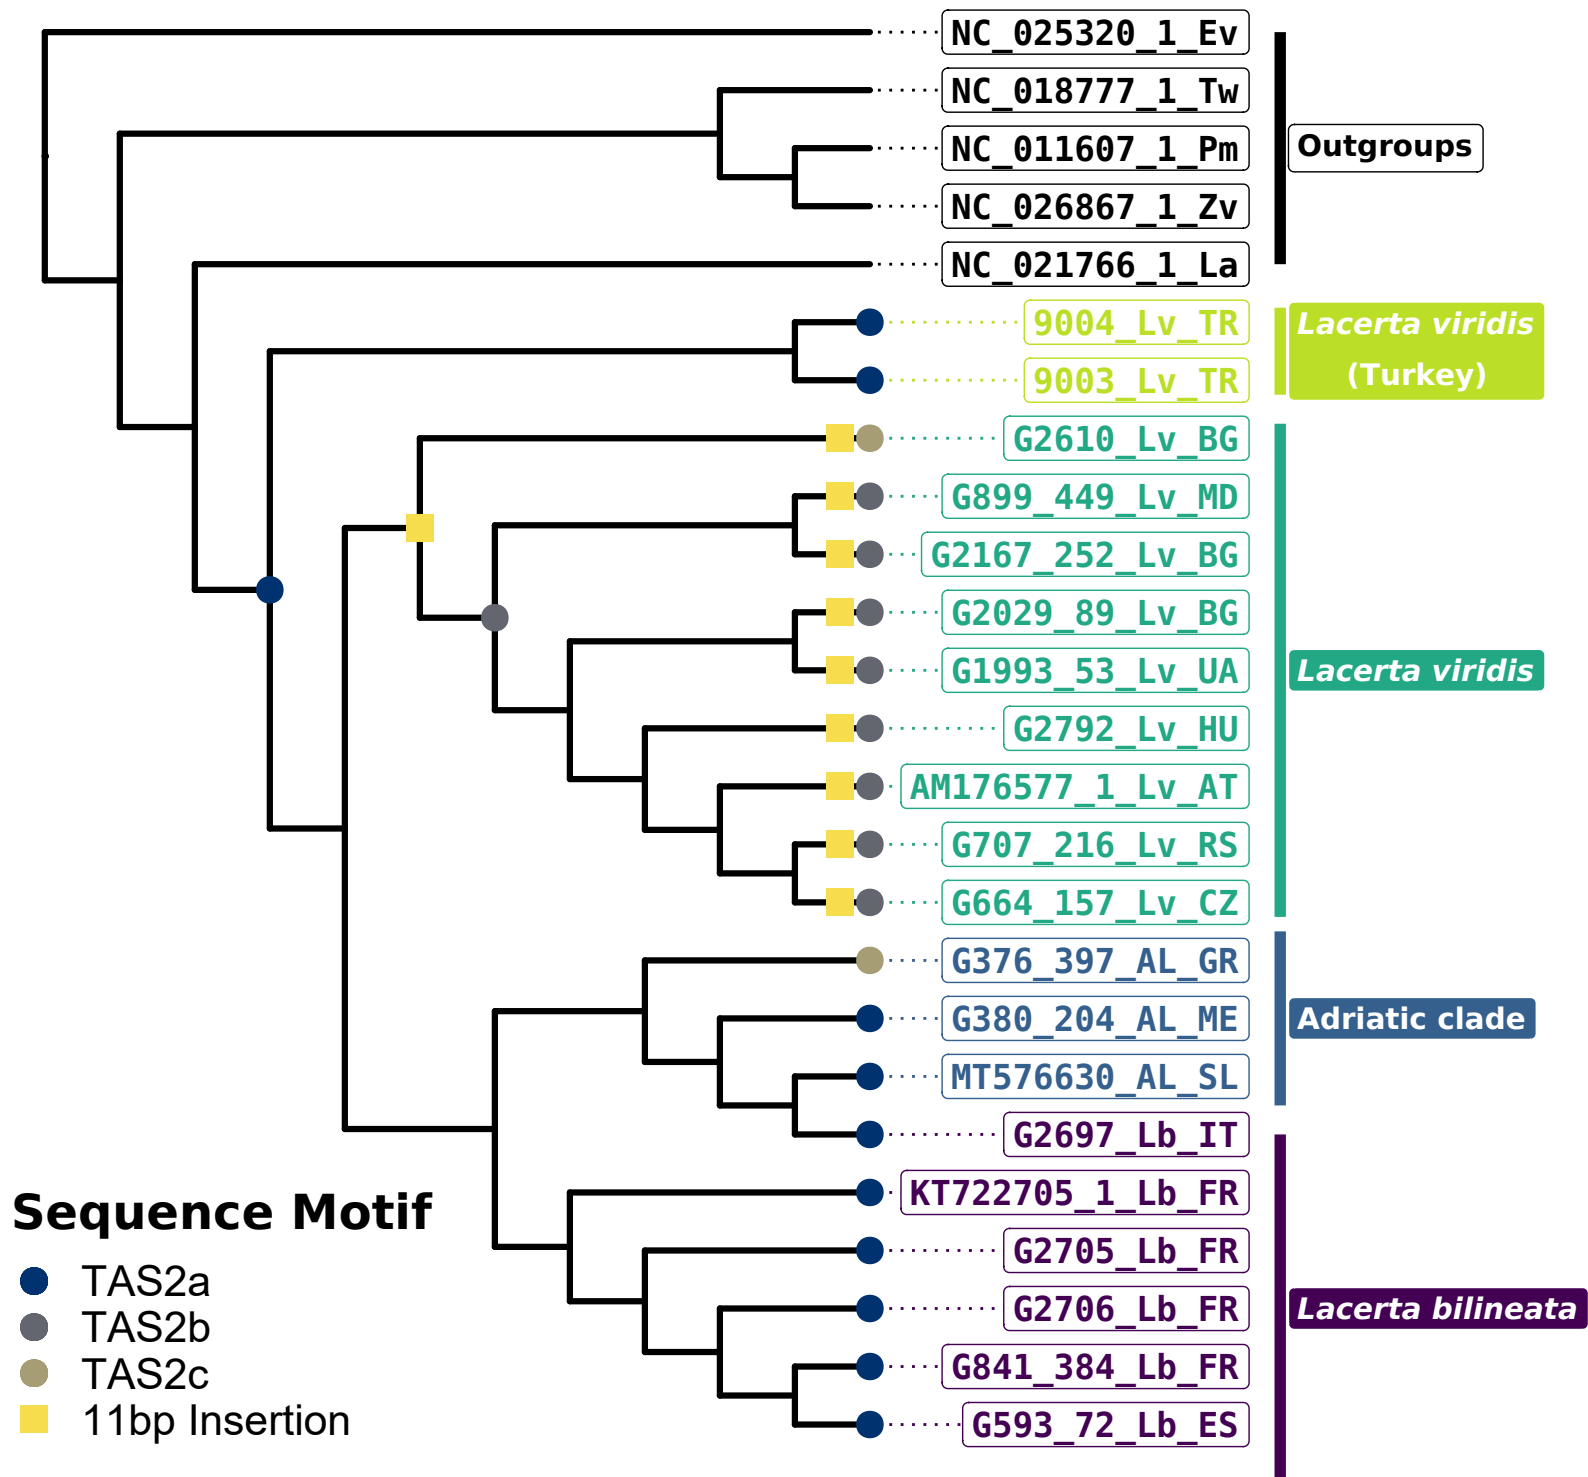 NC_025320_1_Ev
NC_018777_1_Tw
NC_011607_1_Pm
Outgroups
NC_026867_1_Zv
NC_021766_1_La
9004_Lv_TR
Lacerta viridis
(Turkey)
9003_Lv_TR
G2610_Lv_BG
G899_449_Lv_MD
G2167_252_Lv_BG
G2029_89_Lv_BG
G1993_53_Lv_UA
Lacerta viridis
G2792_Lv_HU
AM176577_1_Lv_AT
G707_216_Lv_RS
G664_157_Lv_CZ
G376_397_AL_GR
G380_204_AL_ME
Adriatic clade
MT576630_AL_SL
G2697_Lb_IT
KT722705_1_Lb_FR
G2705_Lb_FR
G2706_Lb_FR
Lacerta bilineata
G841_384_Lb_FR
G593_72_Lb_ES
Sequence Motif
TAS2a
TAS2b
TAS2c
11bp Insertion